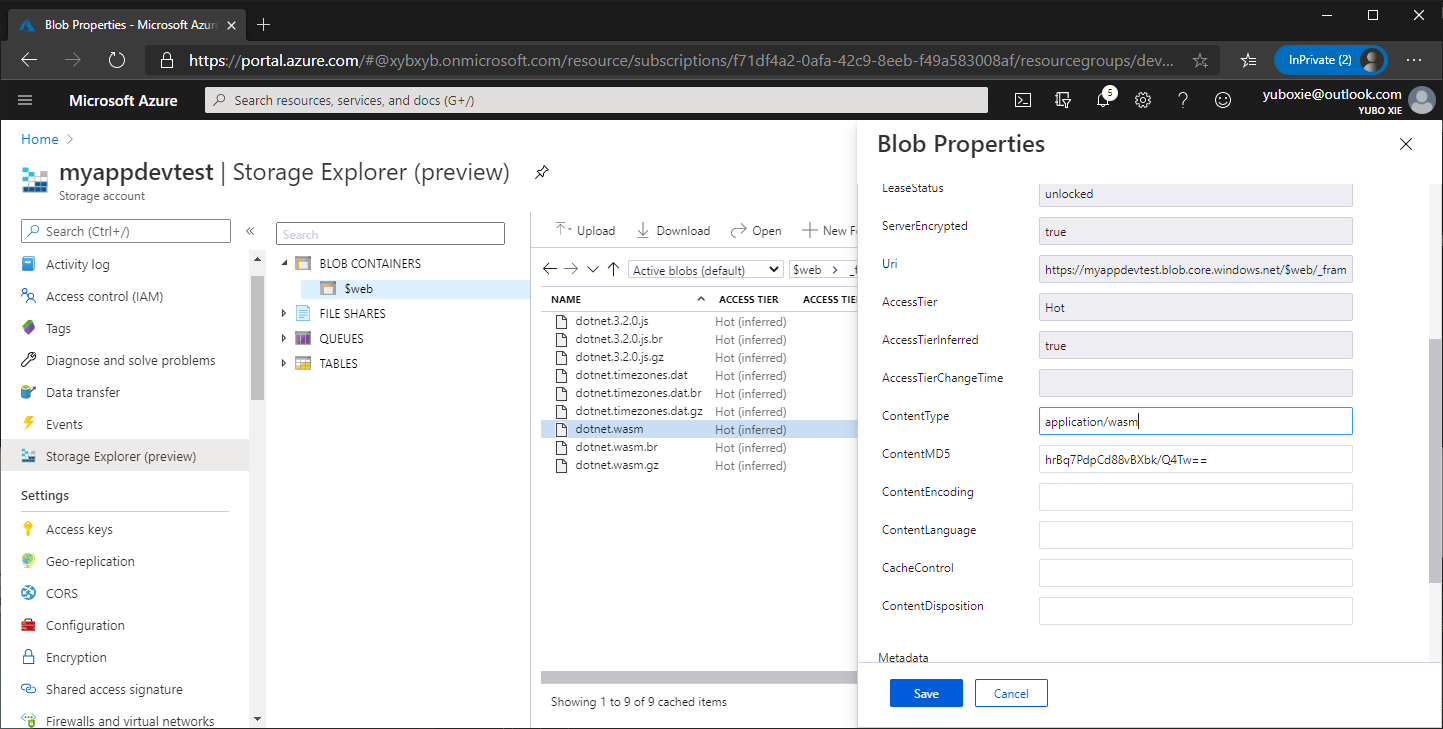 Blob Properties - Microsoft Azur
https://portal.azure.com/#@xybxyb.onmicrosoft.com/resource/subscriptions/f71df4a2-0afa-42c9-8eeb-f49a583008af/resourcegroups/dev...
InPrivate (2)
Microsoft Azure
Search resources, services, and docs (G+/)
5
yuboxie@outlook.com
YUBO XIE
Home
myappdevtest | Storage Explorer (preview)
Storage account
Search (Ctrl+/)
Activity log
Access control (IAM)
Tags
Diagnose and solve problems
Data transfer
Events
Storage Explorer (preview)
Settings
Access keys
Geo-replication
CORS
Configuration
Encryption
Shared access signature
Firewalls and virtual networks
Search
BLOB CONTAINERS
$web
FILE SHARES
QUEUES
TABLES
Upload Download Open New F
Active blobs (default) $web > _f
NAME ACCESS TIER ACCESS TIE
dotnet.3.2.0.js Hot (inferred)
dotnet.3.2.0.js.br Hot (inferred)
dotnet.3.2.0.js.gz Hot (inferred)
dotnet.timezones.dat Hot (inferred)
dotnet.timezones.dat.br Hot (inferred)
dotnet.timezones.dat.gz Hot (inferred)
dotnet.wasm Hot (inferred)
dotnet.wasm.br Hot (inferred)
dotnet.wasm.gz Hot (inferred)
Showing 1 to 9 of 9 cached items
Blob Properties
LeaseStatus unlocked
ServerEncrypted true
Uri https://myappdevtest.blob.core.windows.net/$web/_fram
AccessTier Hot
AccessTierInferred true
AccessTierChangeTime
ContentType application/wasm
ContentMD5 hrBq7PdpCd88vBXbk/Q4Tw==
ContentEncoding
ContentLanguage
CacheControl
ContentDisposition
Metadata
Save Cancel